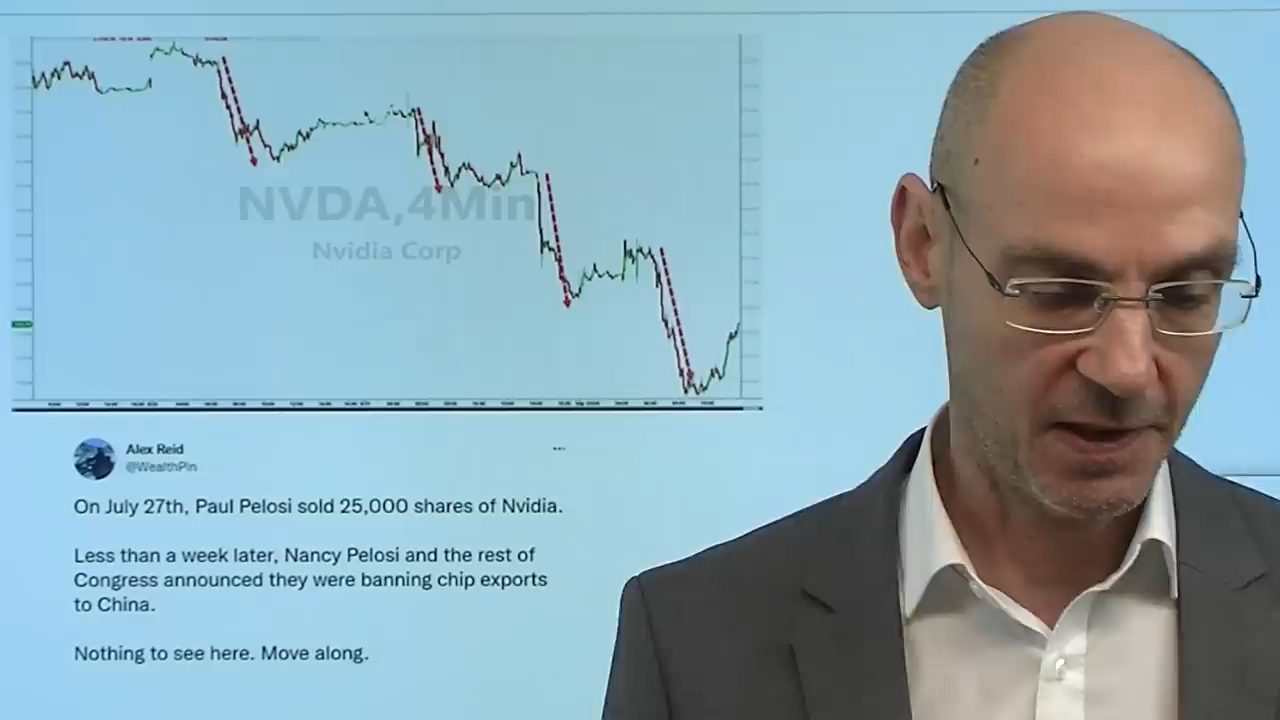 NVDA,4Min
Nvidia Corp
Alex Reid
@WealthPin
On July 27th, Paul Pelosi sold 25,000 shares of Nvidia.
Less than a week later, Nancy Pelosi and the rest of
Congress announced they were banning chip exports
to China.
Nothing to see here. Move along.